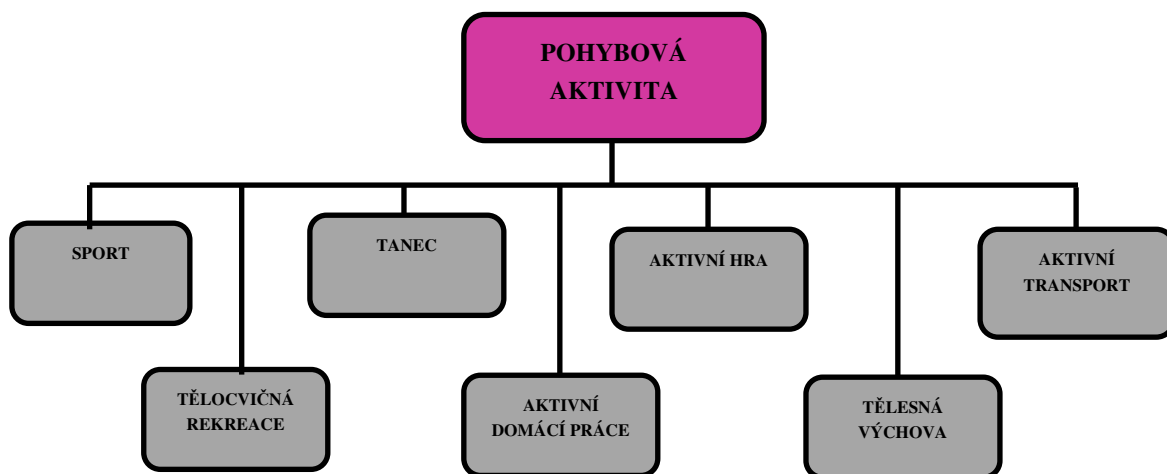 POHYBOVÁ
AKTIVITA
SPORT
TANEC
AKTIVNÍ HRA
AKTIVNÍ
TRANSPORT
TĚLOCVIČNÁ
REKREACE
AKTIVNÍ
DOMÁCÍ PRÁCE
TĚLESNÁ
VÝCHOVA